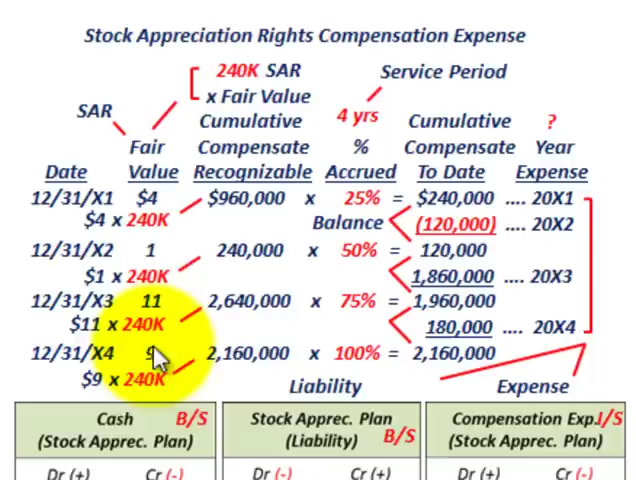 Stock Appreciation Rights Compensation Expense
240K SAR
x Fair Value
Service Period
SAR
4 yrs
Cumulative
Cumulative
?
Fair
Compensate
%
Compensate
Year
Date
Value
Recognizable
Accrued
To Date
Expense
12/31/X1 $4 $960,000 x 25% = $240,000 .... 20X1
$4 x 240K
Balance (120,000) .... 20X2
12/31/X2 1 240,000 x 50% = 120,000
$1 x 240K 1,860,000 .... 20X3
12/31/X3 11 2,640,000 x 75% = 1,960,000
$11 x 240K 180,000 .... 20X4
12/31/X4 9 2,160,000 x 100% = 2,160,000
$9 x 240K
Liability
Expense
Cash B/S
(Stock Apprec. Plan)
Stock Apprec. Plan
(Liability) B/S
Compensation Exp. I/S
(Stock Apprec. Plan)
Dr (+) Cr (-)
Dr (-) Cr (+)
Dr (+) Cr (-)